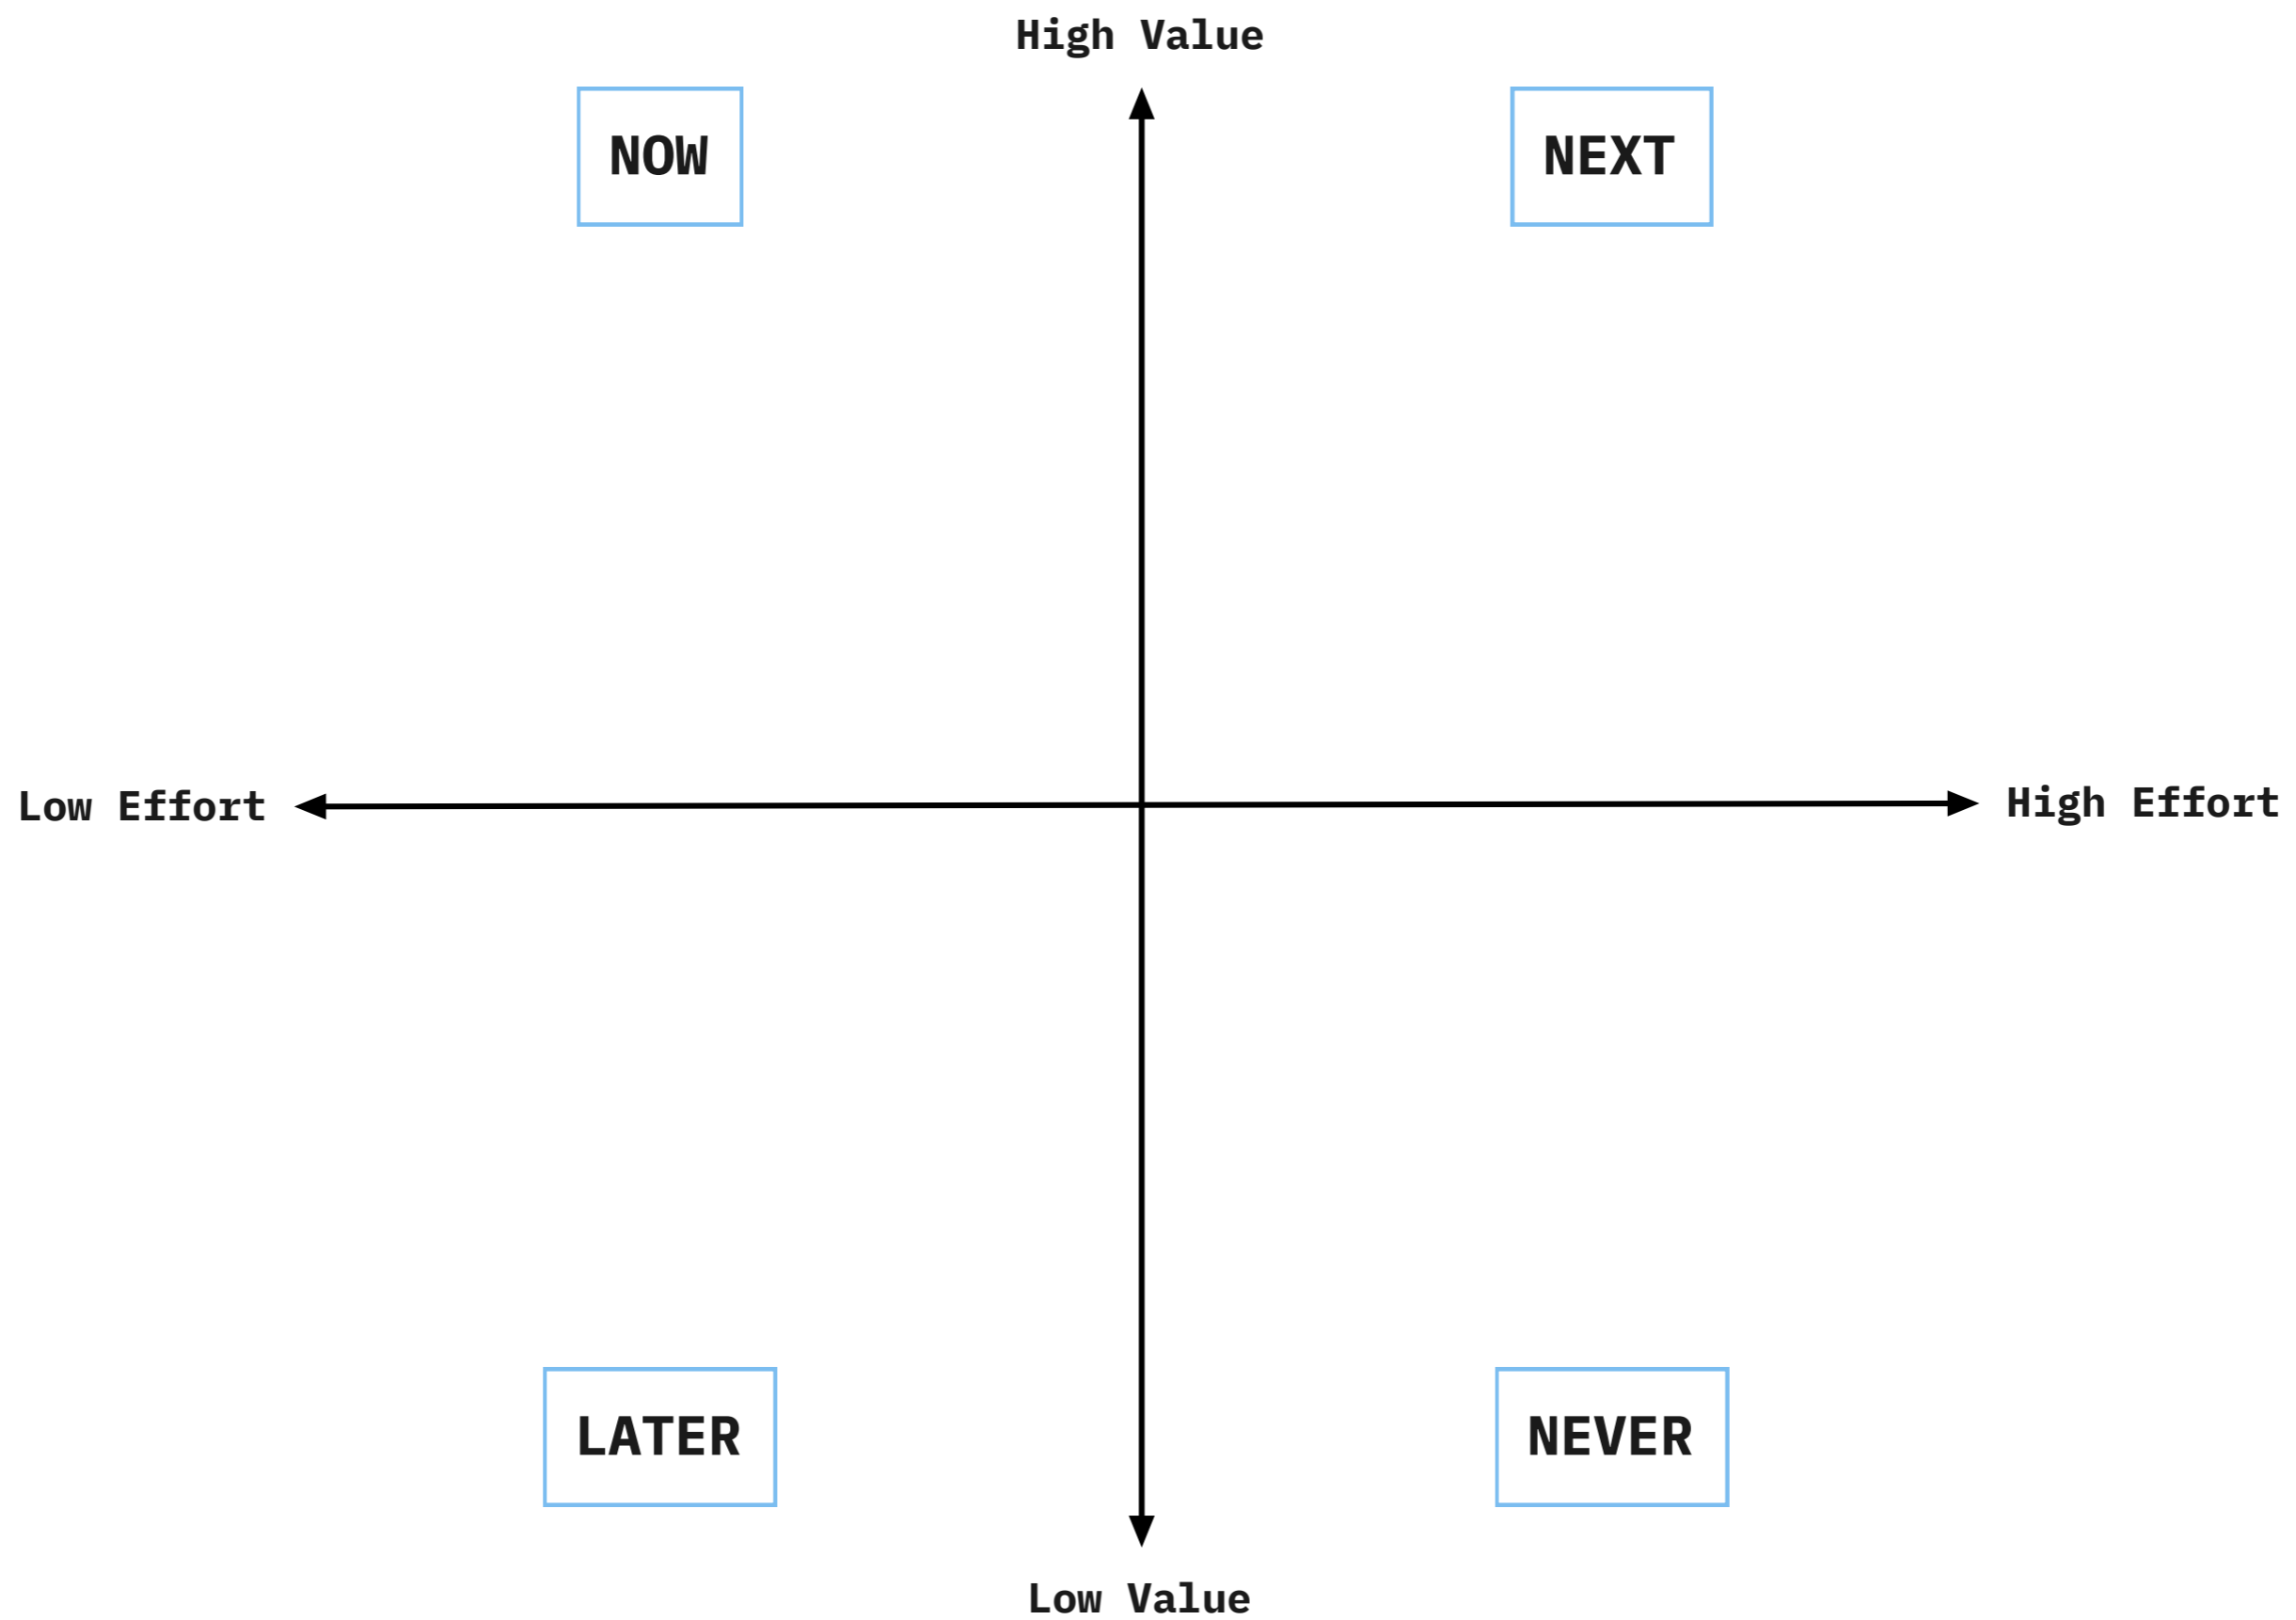 High Value
NOW
NEXT
Low Effort
High Effort
LATER
NEVER
Low Value